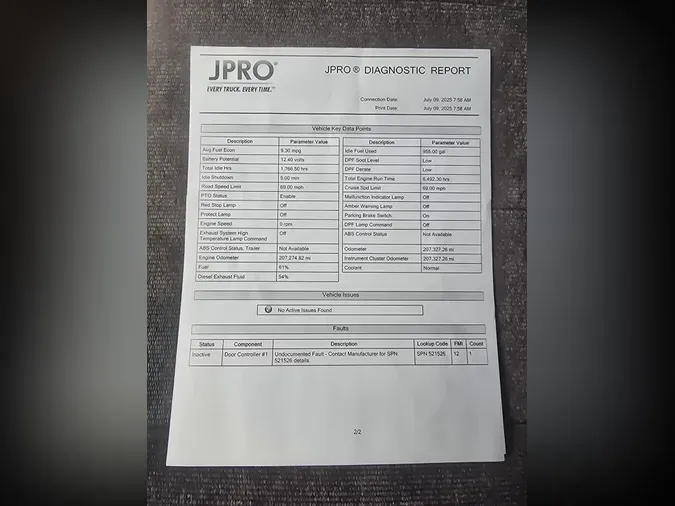 JPRO®
EVERY TRUCK. EVERY TIME.™
JPRO® DIAGNOSTIC REPORT
Connection Date: July 09, 2025 7:58 AM
Print Date: July 09, 2025 7:58 AM
Vehicle Key Data Points
Description Parameter Value
Avg Fuel Econ 9.30 mpg
Battery Potential 12.40 volts
Total Idle Hrs 1,766.50 hrs
Idle Shutdown 5.00 min
Road Speed Limit 69.00 mph
PTO Status Enable
Red Stop Lamp Off
Protect Lamp Off
Engine Speed 0 rpm
Exhaust System High Off
Temperature Lamp Command
ABS Control Status, Trailer Not Available
Engine Odometer 207,274.82 mi
Fuel 61%
Diesel Exhaust Fluid 54%
Description Parameter Value
Idle Fuel Used 955.00 gal
DPF Soot Level Low
DPF Derate Low
Total Engine Run Time 6,492.30 hrs
Cruise Spd Limit 69.00 mph
Malfunction Indicator Lamp Off
Amber Warning Lamp Off
Parking Brake Switch On
DPF Lamp Command Off
ABS Control Status Not Available
Odometer 207,327.26 mi
Instrument Cluster Odometer 207,327.26 mi
Coolant Normal
Vehicle Issues
No Active Issues Found
Faults
Status Component Description Lookup Code FMI Count
Inactive Door Controller #1 Undocumented Fault - Contact Manufacturer for SPN SPN 521526 12 1
521526 details.
2/2